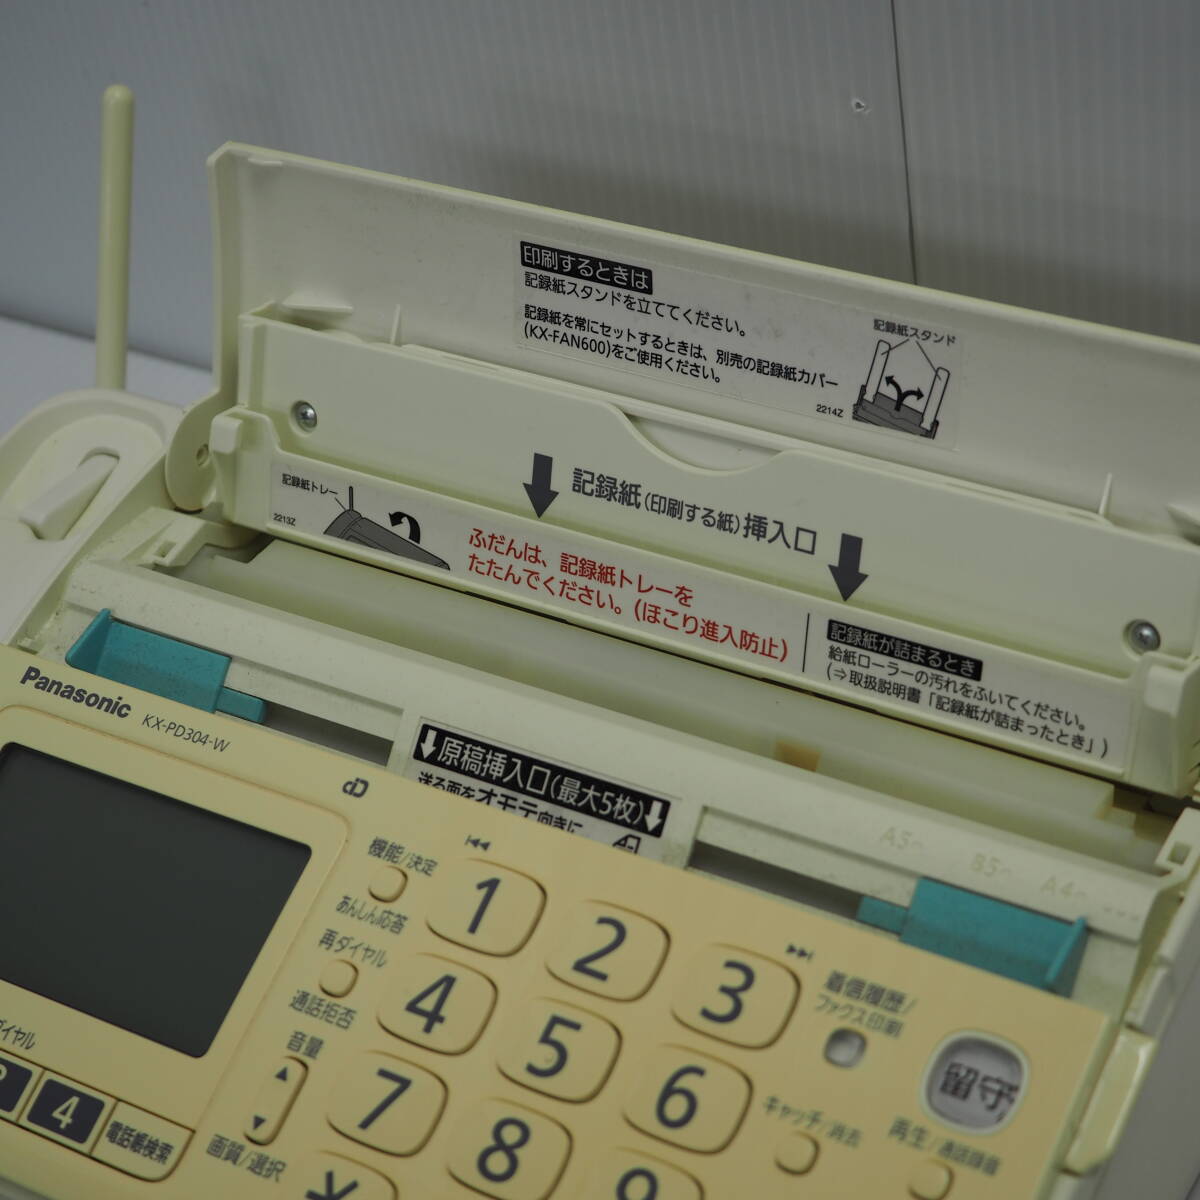 印刷するときは
記録紙スタンドを立ててください。
記録紙を常にセットするときは、別売の記録紙カバー
(KX-FAN600)をご使用ください。
2214Z
記録紙スタンド
記録紙(印刷する紙)挿入口
記録紙トレー
2213Z
ふだんは、記録紙トレーを
たたんでください。(ほこり進入防止)
記録紙が詰まるとき
給紙ローラーの汚れをふいてください。
(⇒取扱説明書「記録紙が詰まったとき」)
Panasonic
KX-PD304-W
原稿挿入口(最大5枚)
送る面をオモテ向きに
A5
B5
A4
機能/決定
あんしん応答
再ダイヤル
通話拒否
音量
画質/選択
ダイヤル
4
電話帳検索
1
2
3
4
5
6
7
8
9
着信履歴/
ファクス印刷
留守
キャッチ/消去
再生/通話録音